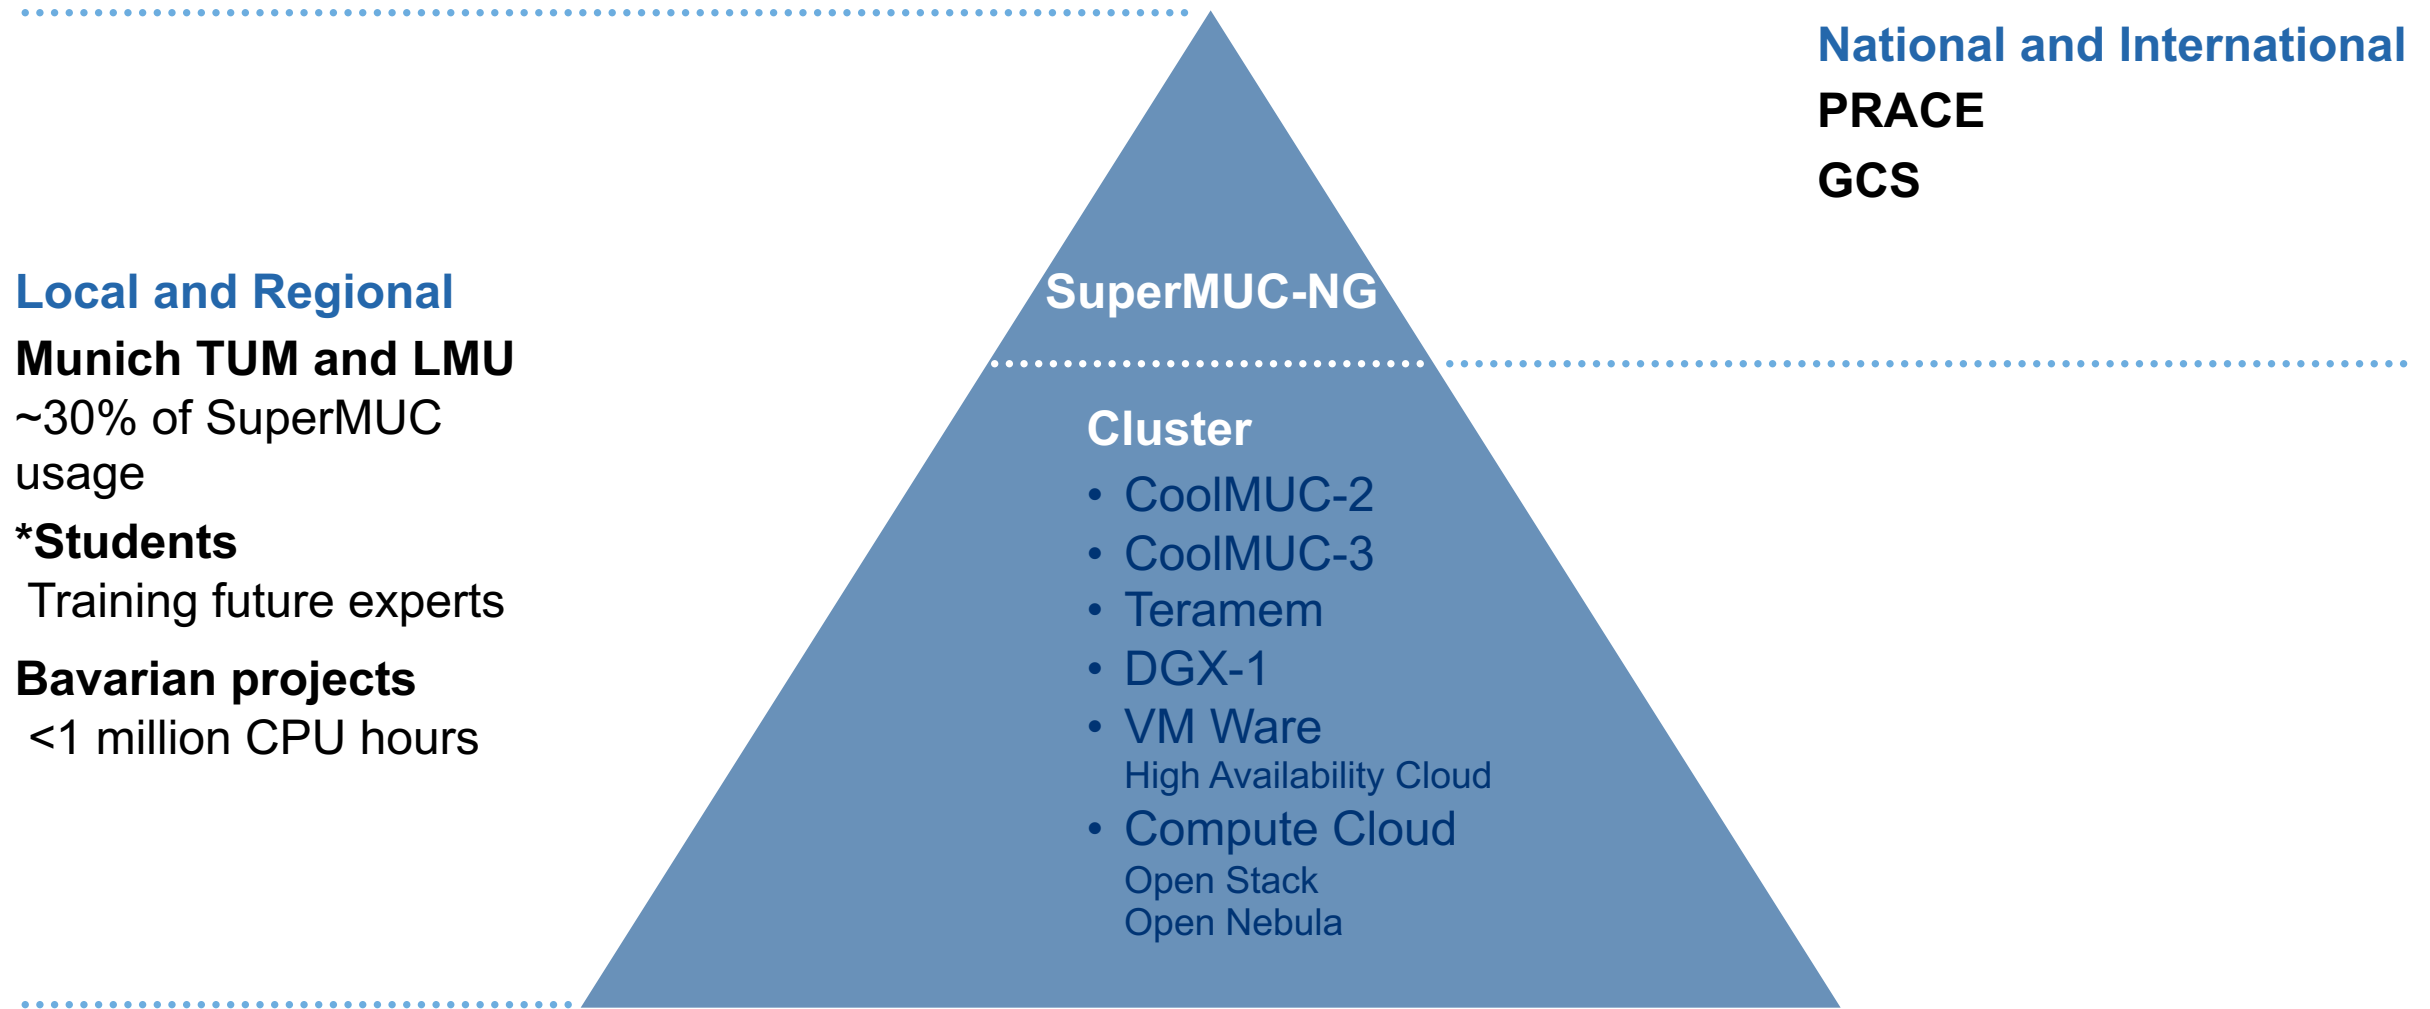 National and International
PRACE
GCS
Local and Regional
Munich TUM and LMU
~30% of SuperMUC
usage
*Students
Training future experts
Bavarian projects
<1 million CPU hours
SuperMUC-NG
Cluster
• CoolMUC-2
• CoolMUC-3
• Teramem
• DGX-1
• VM Ware
High Availability Cloud
• Compute Cloud
Open Stack
Open Nebula